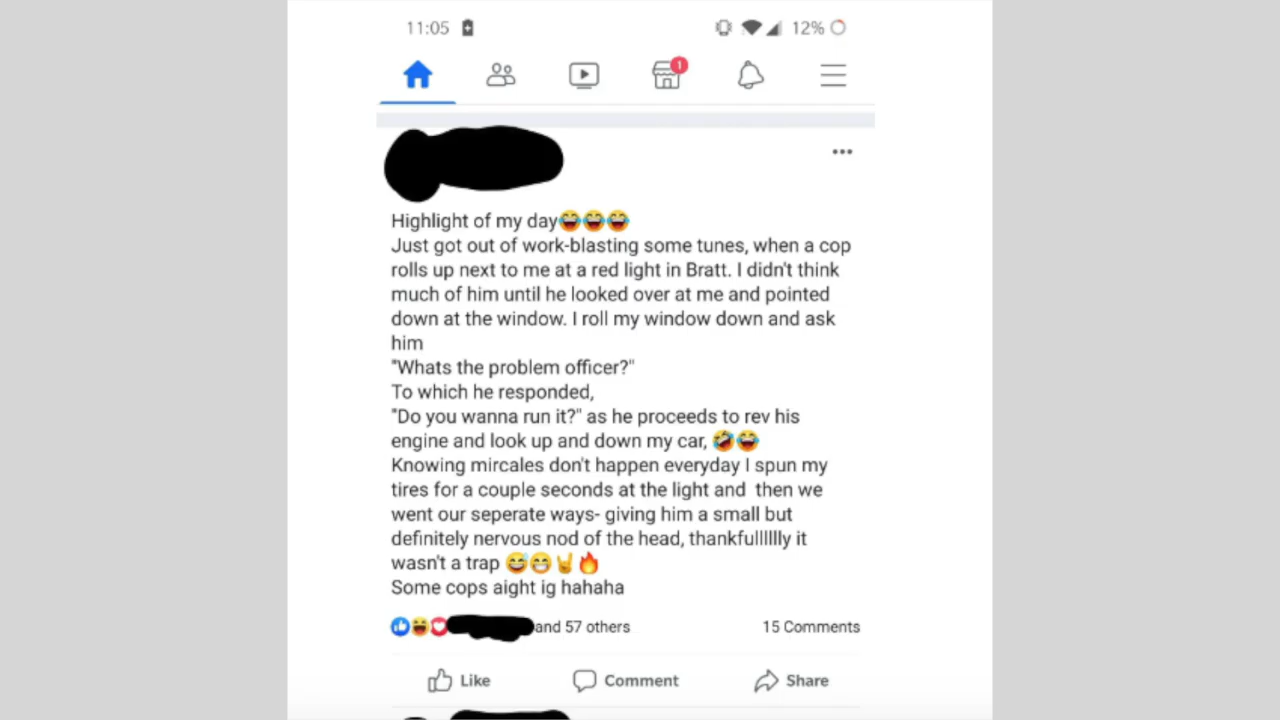 11:05 12%
1
Highlight of my day😂😂😂
Just got out of work-blasting some tunes, when a cop
rolls up next to me at a red light in Bratt. I didn't think
much of him until he looked over at me and pointed
down at the window. I roll my window down and ask
him
"Whats the problem officer?"
To which he responded,
"Do you wanna run it?" as he proceeds to rev his
engine and look up and down my car, 🤣😂
Knowing mircales don't happen everyday I spun my
tires for a couple seconds at the light and then we
went our seperate ways- giving him a small but
definitely nervous nod of the head, thankfulllllly it
wasn't a trap 😅😁🤘🔥
Some cops aight ig hahaha
and 57 others 15 Comments
Like Comment Share